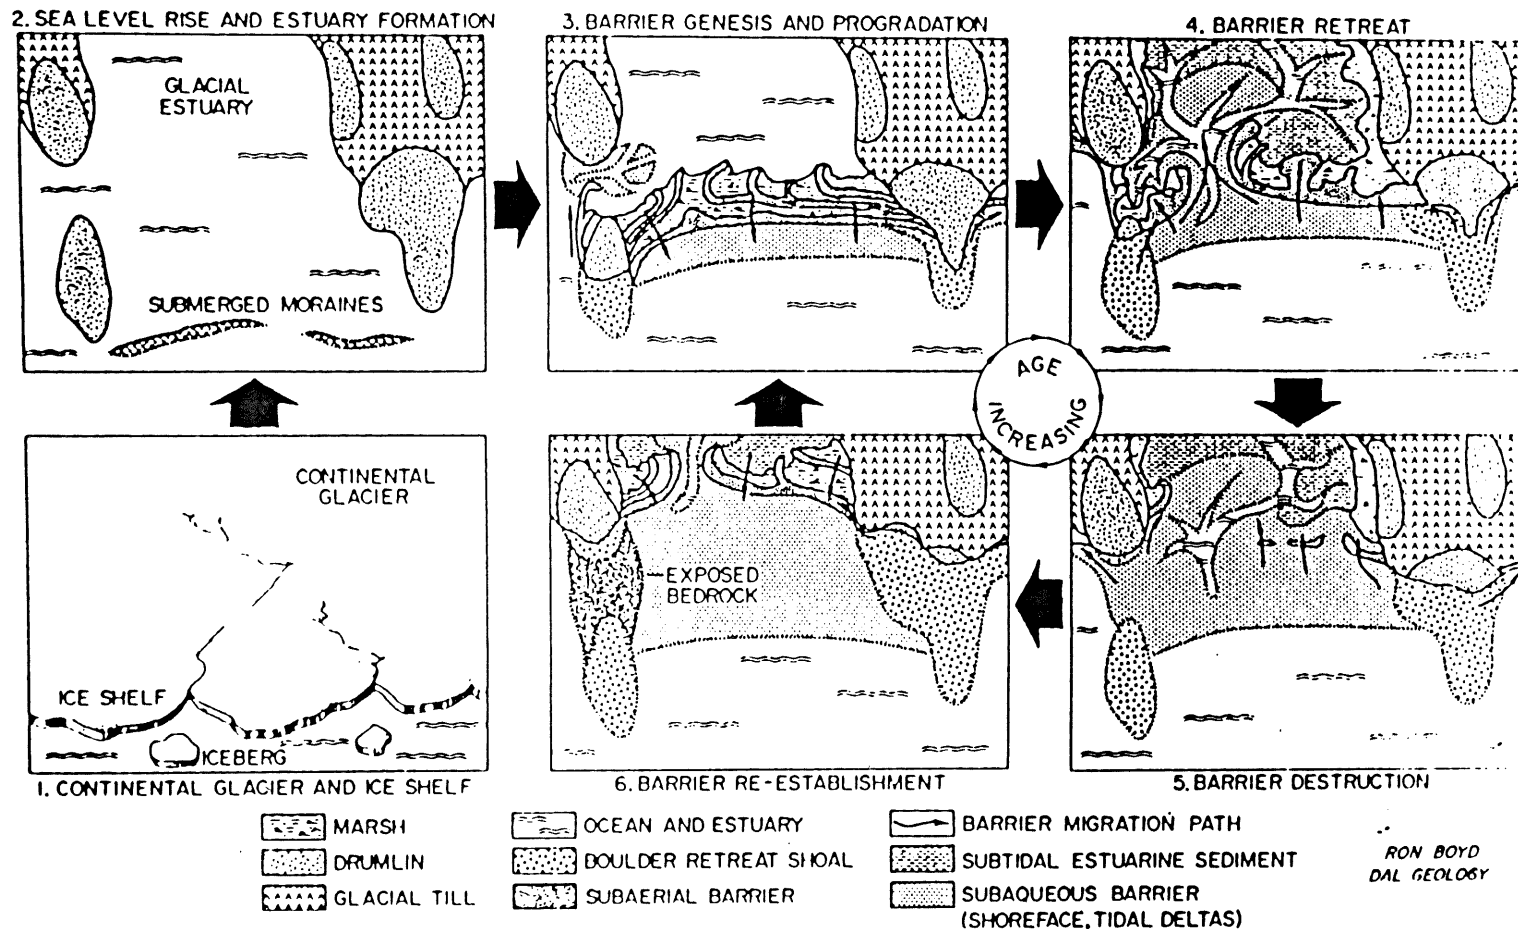 2. SEA LEVEL RISE AND ESTUARY FORMATION
3. BARRIER GENESIS AND PROGRADATION
4. BARRIER RETREAT
GLACIAL
ESTUARY
SUBMERGED MORAINES
AGE
INCREASING
CONTINENTAL
GLACIER
ICE SHELF
ICEBERG
EXPOSED
BEDROCK
1. CONTINENTAL GLACIER AND ICE SHELF
6. BARRIER RE-ESTABLISHMENT
5. BARRIER DESTRUCTION
MARSH
DRUMLIN
GLACIAL TILL
OCEAN AND ESTUARY
BOULDER RETREAT SHOAL
SUBAERIAL BARRIER
BARRIER MIGRATION PATH
SUBTIDAL ESTUARINE SEDIMENT
SUBAQUEOUS BARRIER
(SHOREFACE, TIDAL DELTAS)
RON BOYD
DAL GEOLOGY